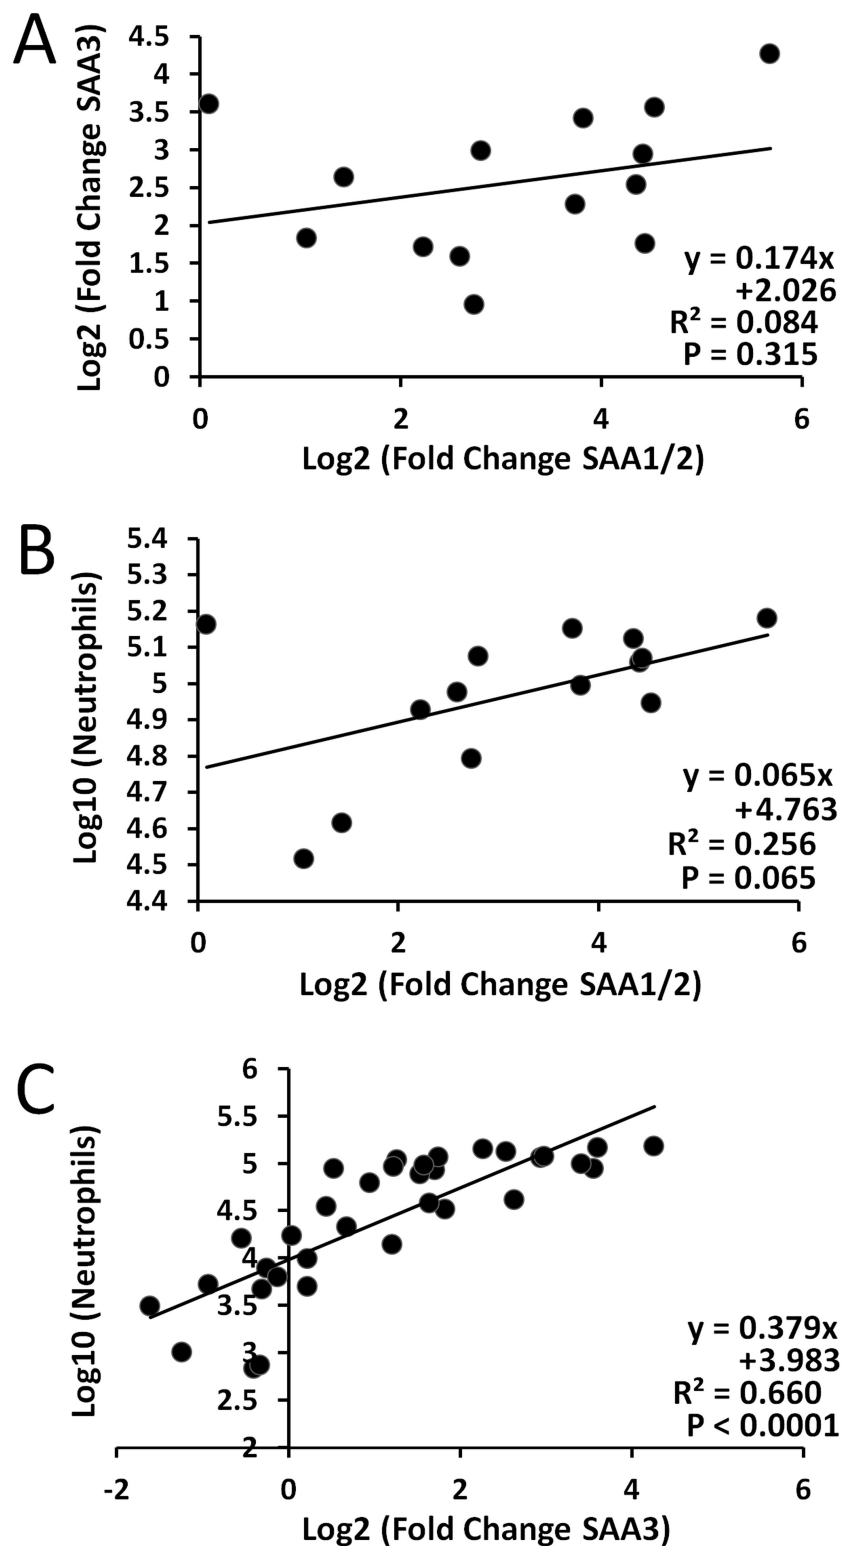 A
Log2 (Fold Change SAA3)
4.5
4
3.5
3
2.5
2
1.5
1
0.5
0
y = 0.174x
+2.026
R² = 0.084
P = 0.315
0 2 4 6
Log2 (Fold Change SAA1/2)
B
Log10 (Neutrophils)
5.4
5.3
5.2
5.1
5
4.9
4.8
4.7
4.6
4.5
4.4
y = 0.065x
+4.763
R² = 0.256
P = 0.065
0 2 4 6
Log2 (Fold Change SAA1/2)
C
Log10 (Neutrophils)
6
5.5
5
4.5
4
3.5
3
2.5
2
y = 0.379x
+3.983
R² = 0.660
P < 0.0001
-2 0 2 4 6
Log2 (Fold Change SAA3)